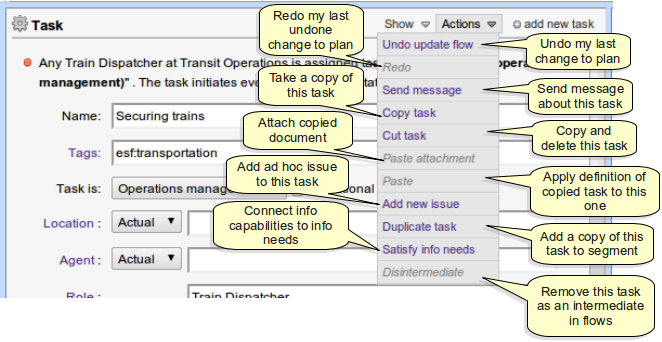 Task
Show
Actions
add new task
Redo my last
undone
change to plan
Undo update flow
Undo my last
change to plan
Any Train Dispatcher at Transit Operations is assigned tas
opera
Redo
Take a copy of
this task
management)" . The task initiates eve
tat
Send message
Send message
about this task
Name:
Securing trains
Copy task
Attach copied
document
Cut task
Copy and
delete this task
Tags:
esf:transportation
Paste attachment
Add ad hoc issue
to this task
Paste
Apply definition of
copied task to this
one
Task is:
Operations manag
onal
Add new issue
Connect info
capabilities to info
needs
Location :
Actual
Duplicate task
Add a copy of this
task to segment
Satisfy info needs
Agent :
Actual
Disintermediate
Remove this task
as an intermediate
in flows
Role :
Train Dispatcher